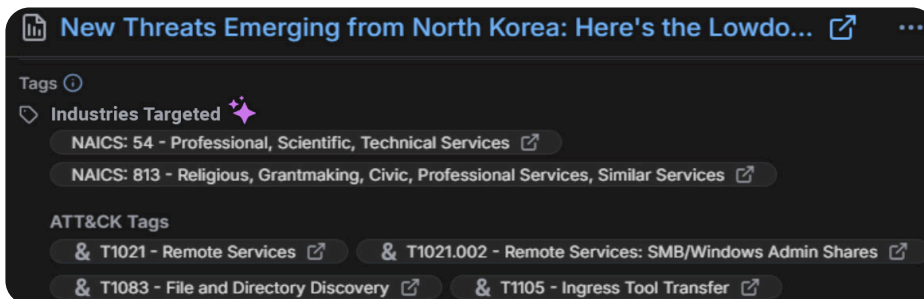 New Threats Emerging from North Korea: Here's the Lowdo...
Tags
Industries Targeted
NAICS: 54 - Professional, Scientific, Technical Services
NAICS: 813 - Religious, Grantmaking, Civic, Professional Services, Similar Services
ATT&CK Tags
& T1021 - Remote Services & T1021.002 - Remote Services: SMB/Windows Admin Shares
& T1083 - File and Directory Discovery & T1105 - Ingress Tool Transfer